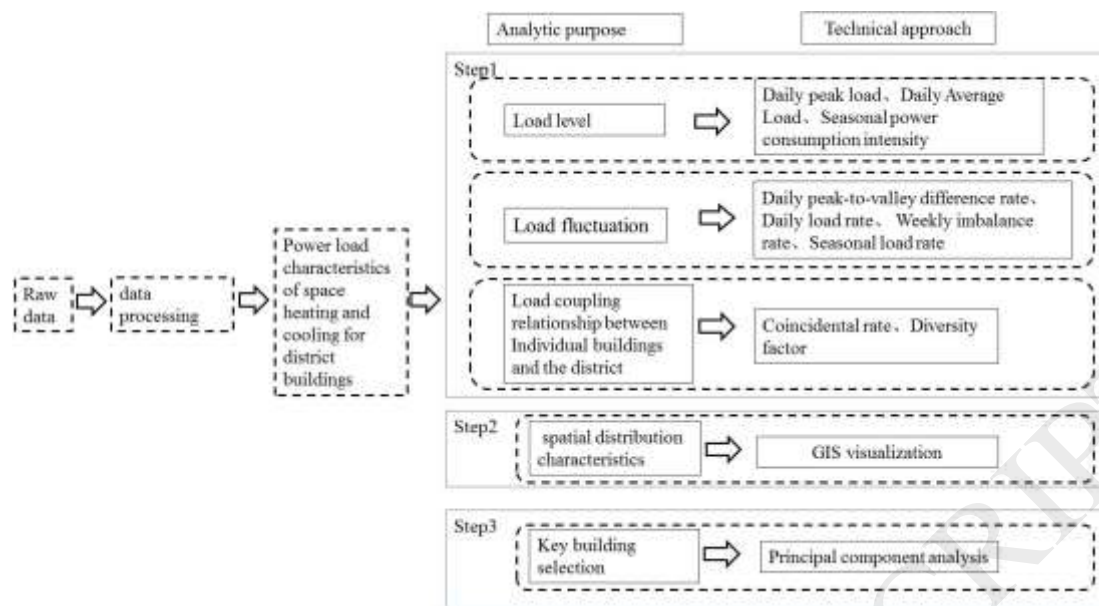 Analytic purpose
Technical approach
Step1
Load level
Daily peak load、Daily Average
Load、Seasonal power
consumption intensity
Load fluctuation
Daily peak-to-valley difference rate、
Daily load rate、Weekly imbalance
rate、Seasonal load rate
Raw
data
data
processing
Power load
characteristics
of space
heating and
cooling for
district
buildings
Load coupling
relationship between
Individual buildings
and the district
Coincidental rate、Diversity
factor
Step2
spatial distribution
characteristics
GIS visualization
Step3
Key building
selection
Principal component analysis